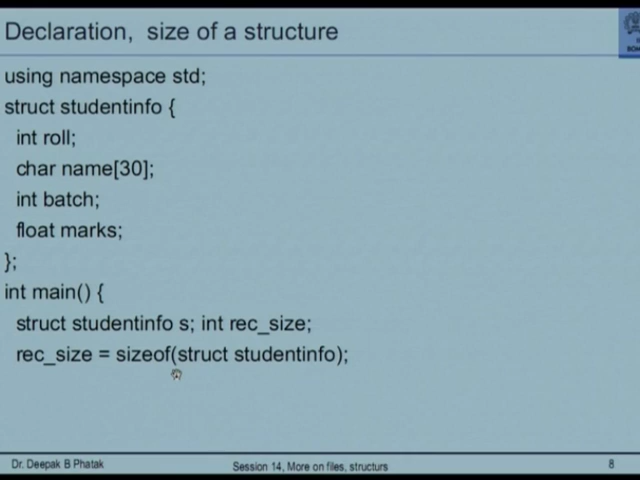 Declaration, size of a structure
using namespace std;
struct studentinfo {
int roll;
char name[30];
int batch;
float marks;
};
int main() {
struct studentinfo s; int rec_size;
rec_size = sizeof(struct studentinfo);
Dr. Deepak B Phatak
Session 14, More on files, structurs
8